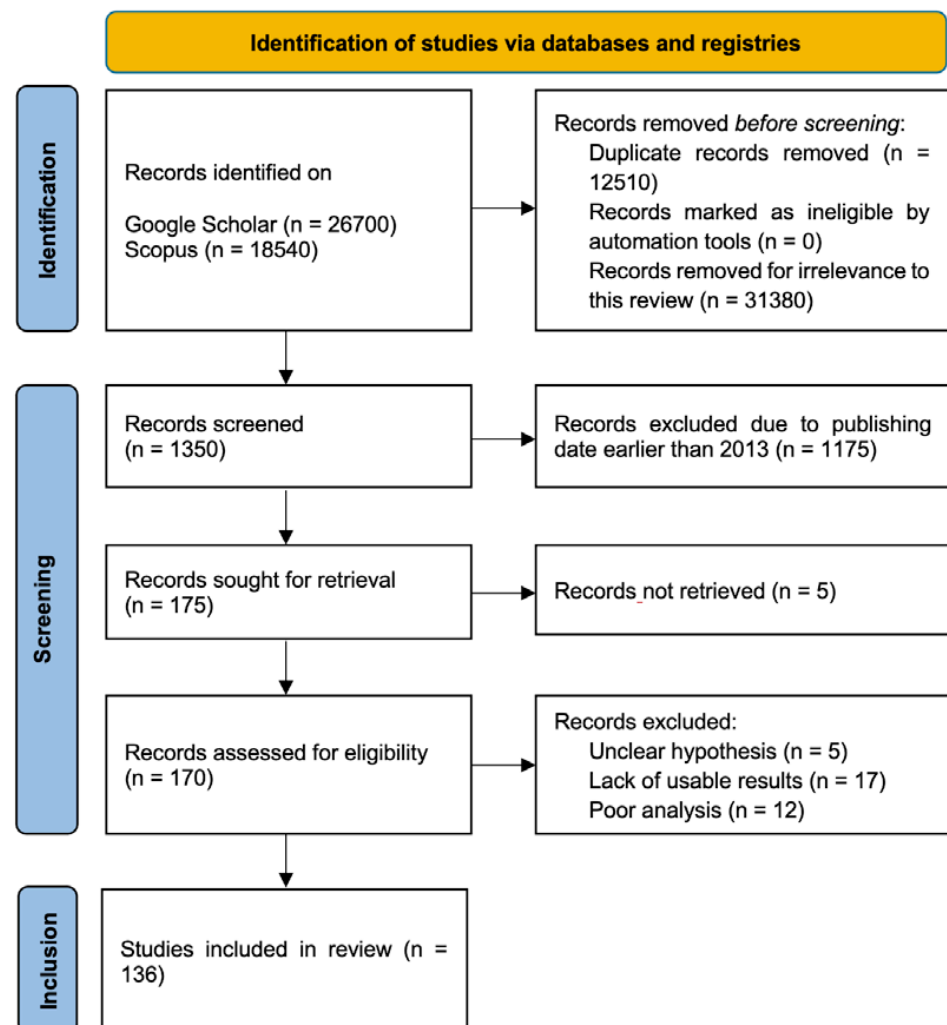 Identification of studies via databases and registries
Identification
Records identified on
Google Scholar (n = 26700)
Scopus (n = 18540)
Records removed before screening:
Duplicate records removed (n =
12510)
Records marked as ineligible by
automation tools (n = 0)
Records removed for irrelevance to
this review (n = 31380)
Screening
Records screened
(n = 1350)
Records excluded due to publishing
date earlier than 2013 (n = 1175)
Records sought for retrieval
(n = 175)
Records not retrieved (n = 5)
Records assessed for eligibility
(n = 170)
Records excluded:
Unclear hypothesis (n = 5)
Lack of usable results (n = 17)
Poor analysis (n = 12)
Inclusion
Studies included in review (n =
136)